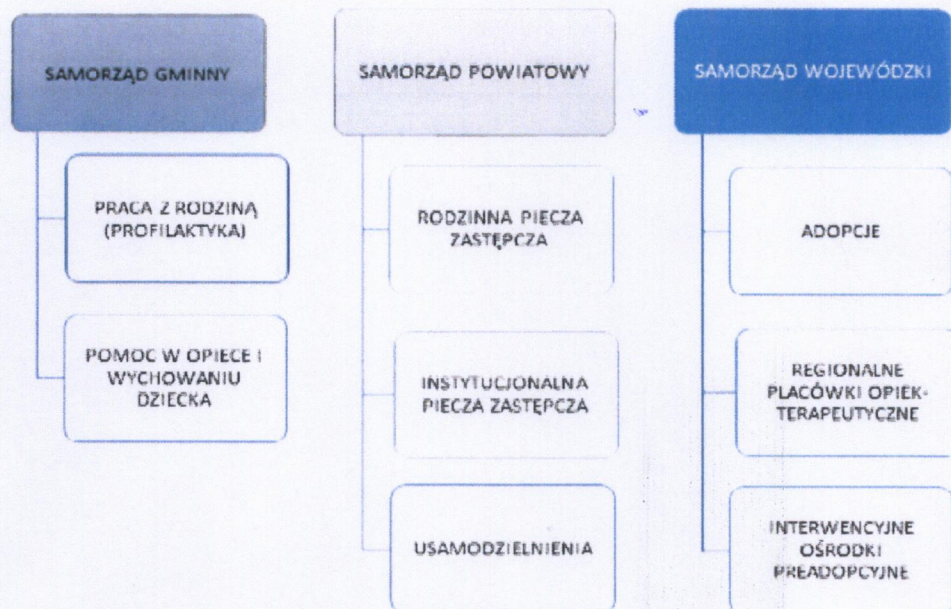 SAMORZĄD GMINNY
PRACA Z RODZINĄ
(PROFILAKTYKA)
POMOC W OPIECE I
WYCHOWANIU
DZIECKA
SAMORZĄD POWIATOWY
RODZINNA PIECZA
ZASTĘPCZA
INSTYTUCJONALNA
PIECZA ZASTĘPCZA
USAMODZIELNIENIA
SAMORZĄD WOJEWÓDZKI
ADOPCJE
REGIONALNE
PLACÓWKI OPIEK-
TERAPEUTYCZNE
INTERWENCYJNE
OŚRODKI
PREADOPCYJNE